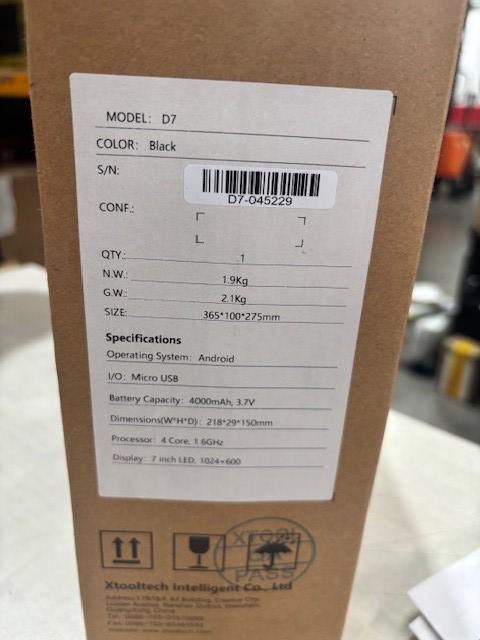 MODEL: D7
COLOR: Black
S/N:
D7-045229
CONF.:
QTY.: 1
N.W.: 1.9Kg
G.W.: 2.1Kg
SIZE: 365*100*275mm
Specifications
Operating System: Android
I/O: Micro USB
Battery Capacity: 4000mAh, 3.7V
Dimensions(W*H*D): 218*29*150mm
Processor: 4 Core, 1.6GHz
Display: 7 inch LED, 1024×600
XTOOL
PASS
Xtooltech Intelligent Co., Ltd